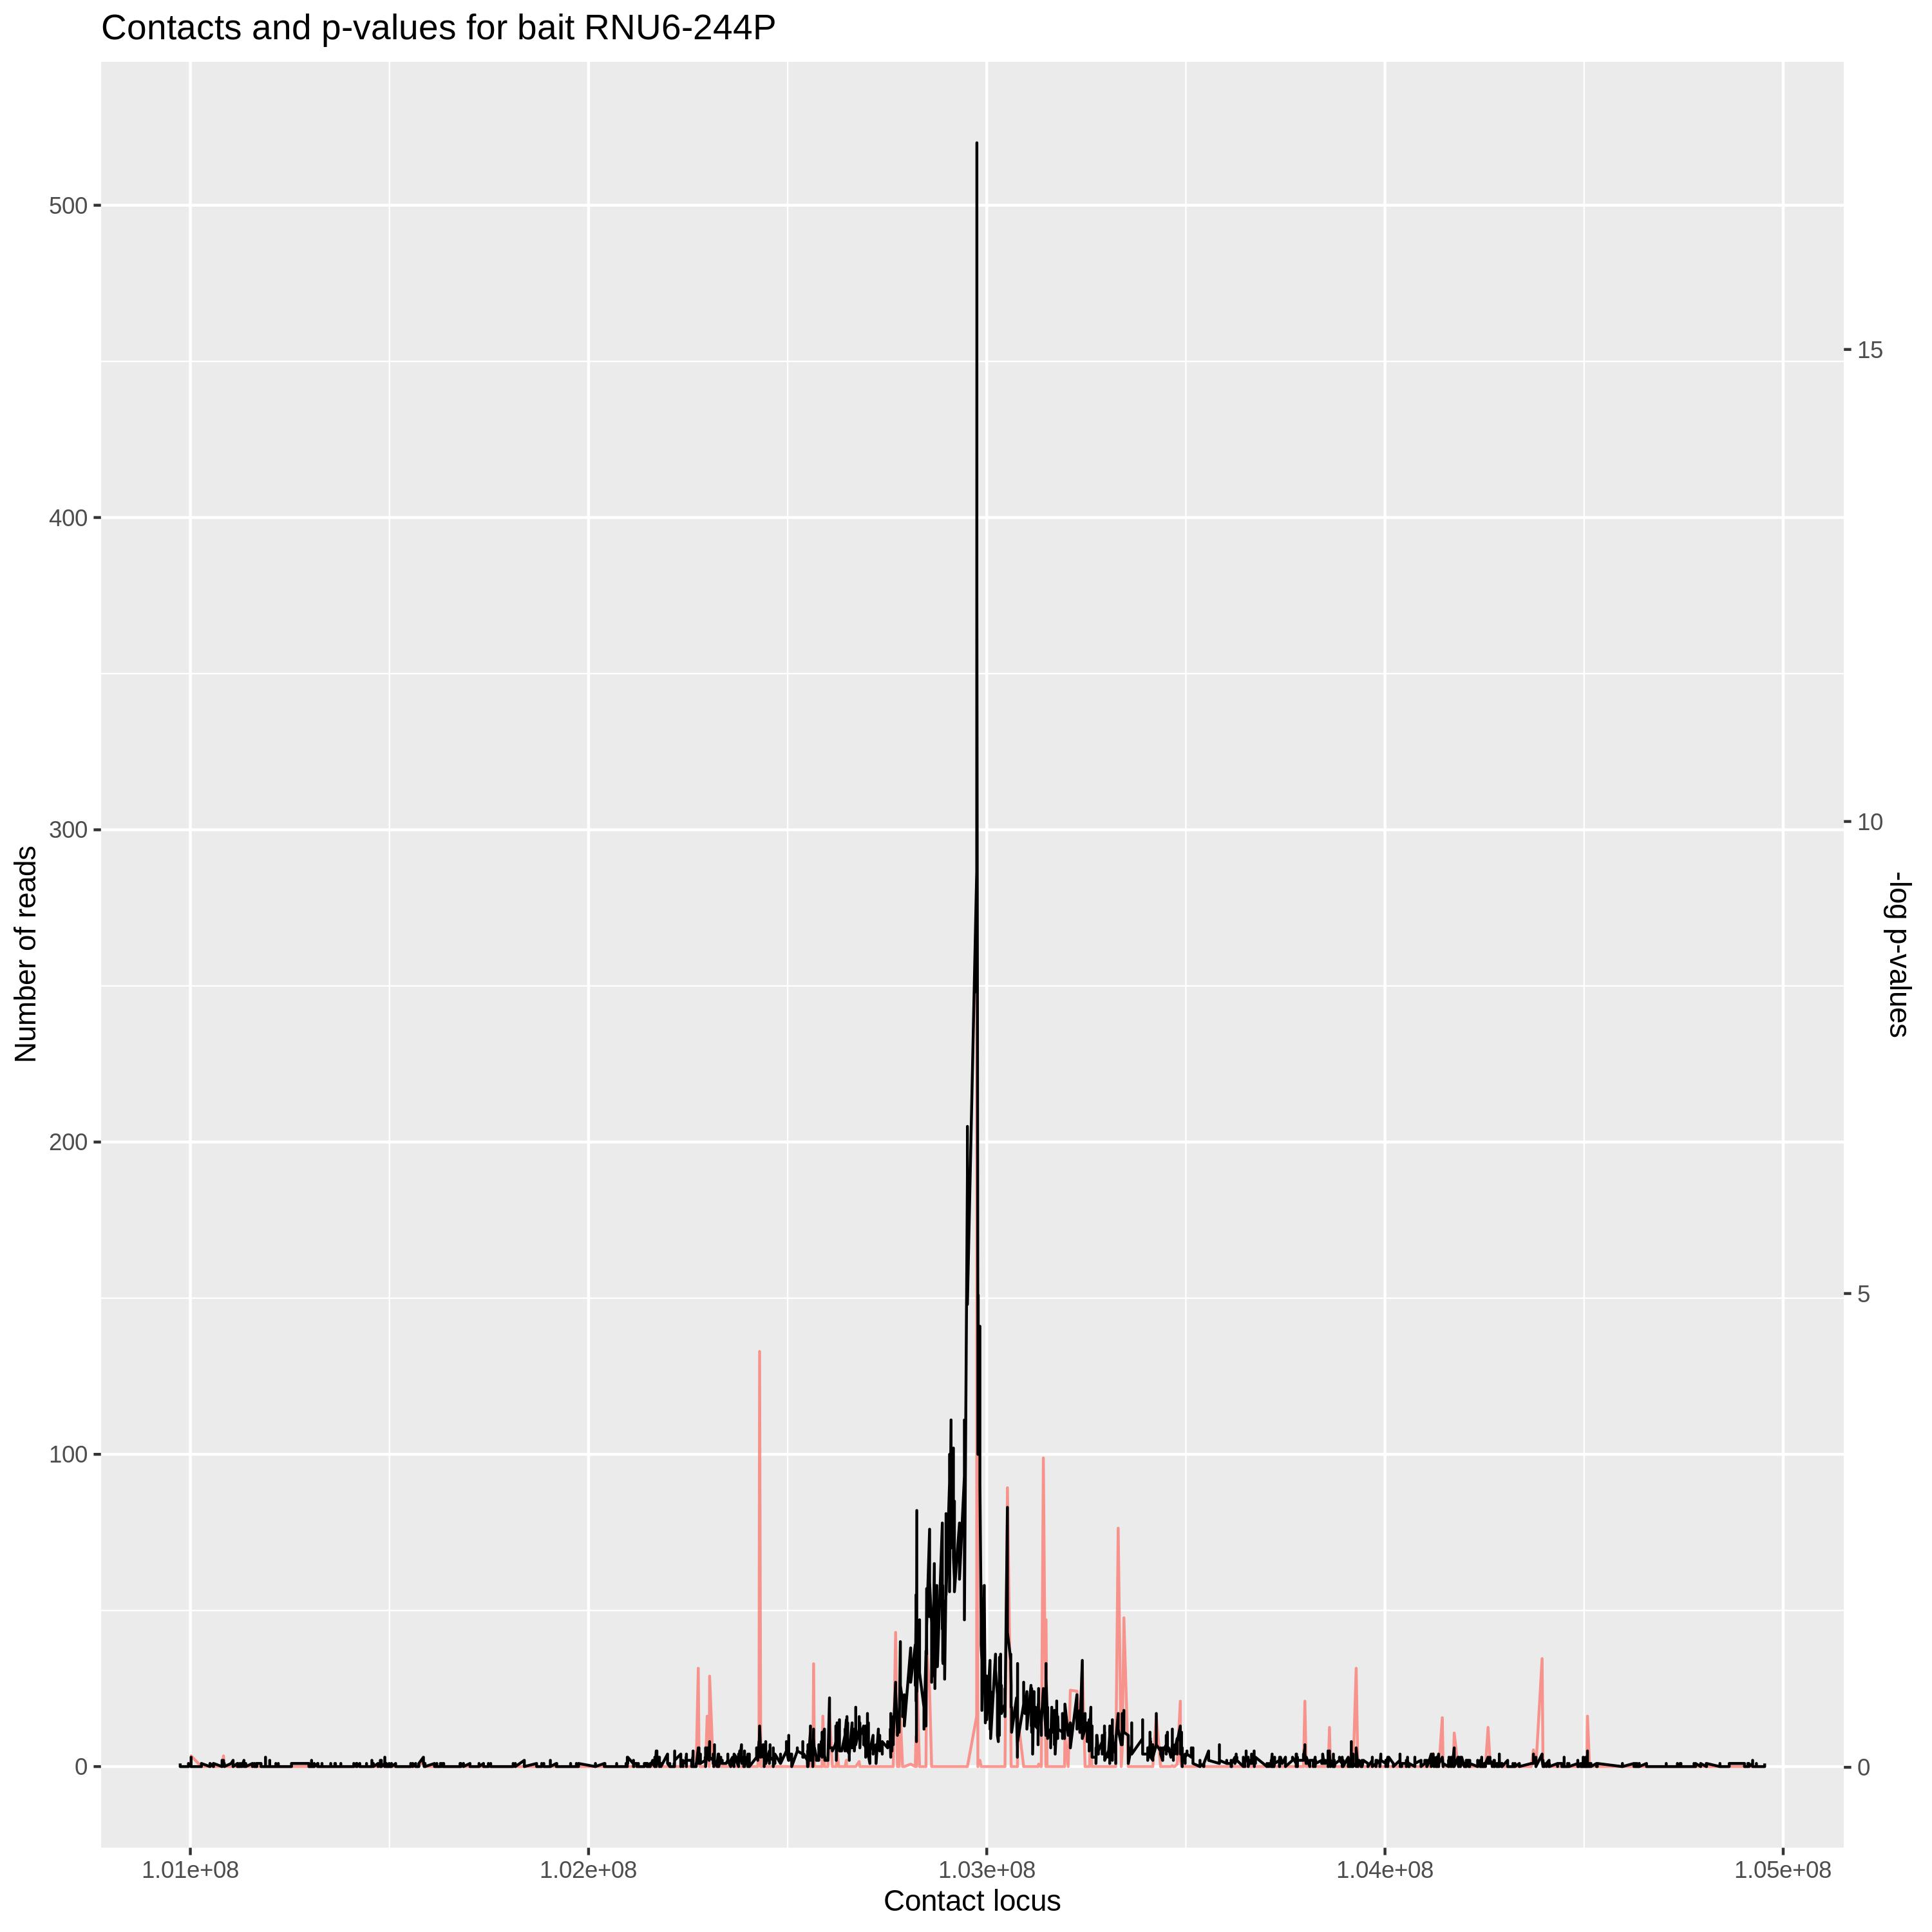 Contacts and p-values for bait RNU6-244P
500
400
300
200
100
0
Number of reads
15
10
5
0
-log p-values
1.01e+08
1.02e+08
1.03e+08
1.04e+08
1.05e+08
Contact locus